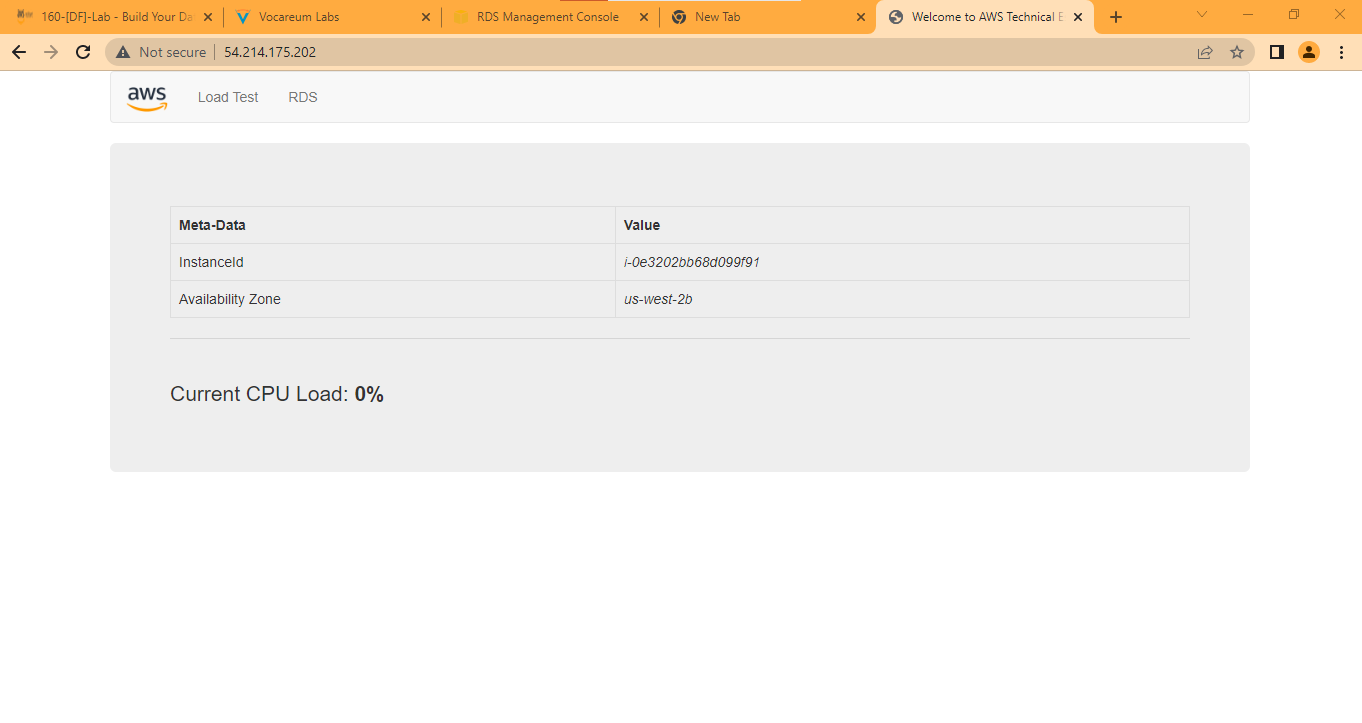 160-[DF]-Lab - Build Your Da
Vocareum Labs
RDS Management Console
New Tab
Welcome to AWS Technical E
Not secure
54.214.175.202
aws
Load Test
RDS
Meta-Data Value
InstanceId i-0e3202bb68d099f91
Availability Zone us-west-2b
Current CPU Load: 0%